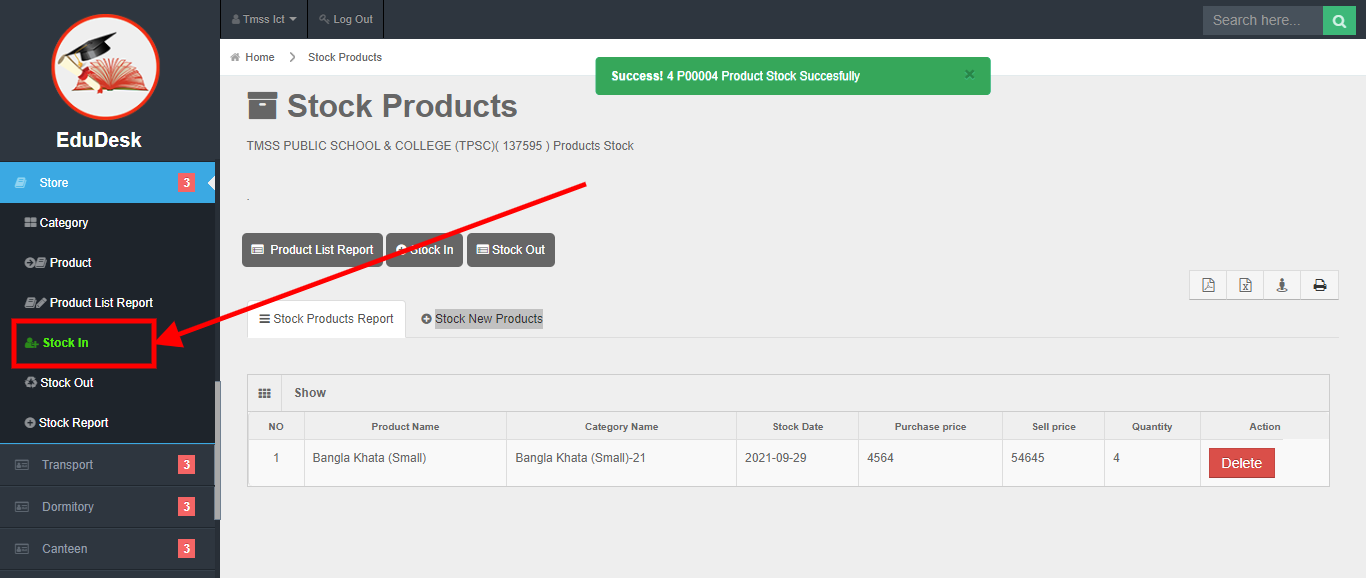 Tmss Ict
Log Out
Search here...
EduDesk
Home
Stock Products
Success! 4 P00004 Product Stock Succesfully ×
Stock Products
TMSS PUBLIC SCHOOL & COLLEGE (TPSC)( 137595 ) Products Stock
.
Store 3
Category
Product
Product List Report
Stock In
Stock Out
Stock Report
Transport 3
Dormitory 3
Canteen 3
Product List Report
Stock In
Stock Out
Stock Products Report
Stock New Products
Show
NO Product Name Category Name Stock Date Purchase price Sell price Quantity Action
1 Bangla Khata (Small) Bangla Khata (Small)-21 2021-09-29 4564 54645 4 Delete